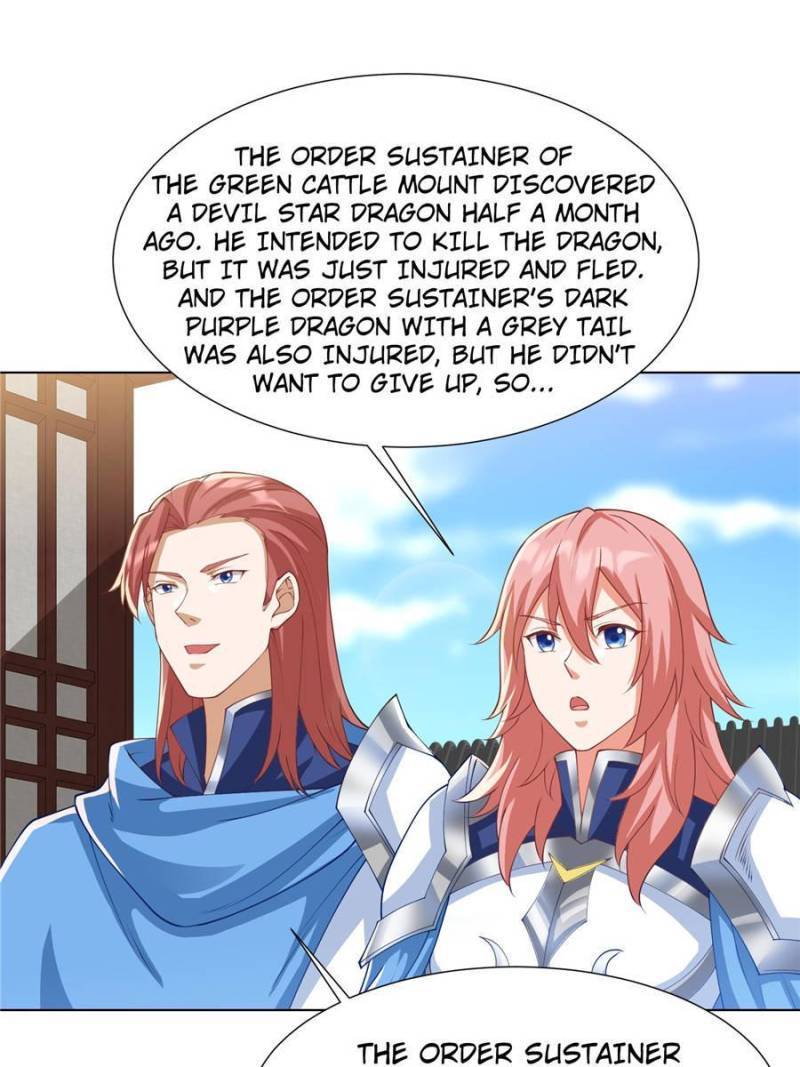 THE ORDER SUSTAINER OF
THE GREEN CATTLE MOUNT DISCOVERED
A DEVIL STAR DRAGON HALF A MONTH
AGO. HE INTENDED TO KILL THE DRAGON,
BUT IT WAS JUST INJURED AND FLED.
AND THE ORDER SUSTAINER'S DARK
PURPLE DRAGON WITH A GREY TAIL
WAS ALSO INJURED, BUT HE DIDN'T
WANT TO GIVE UP, SO...
THE ORDER SUSTAINER